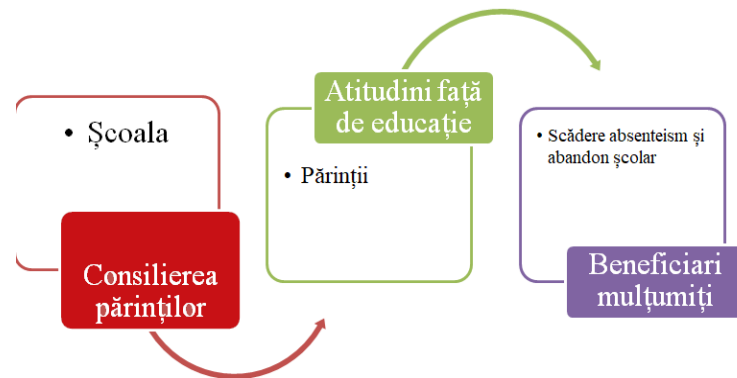 • Școala
Consilierea
părinților
Atitudini față
de educație
• Părinții
• Scădere absenteism și
abandon școlar
Beneficiari
mulțumiți